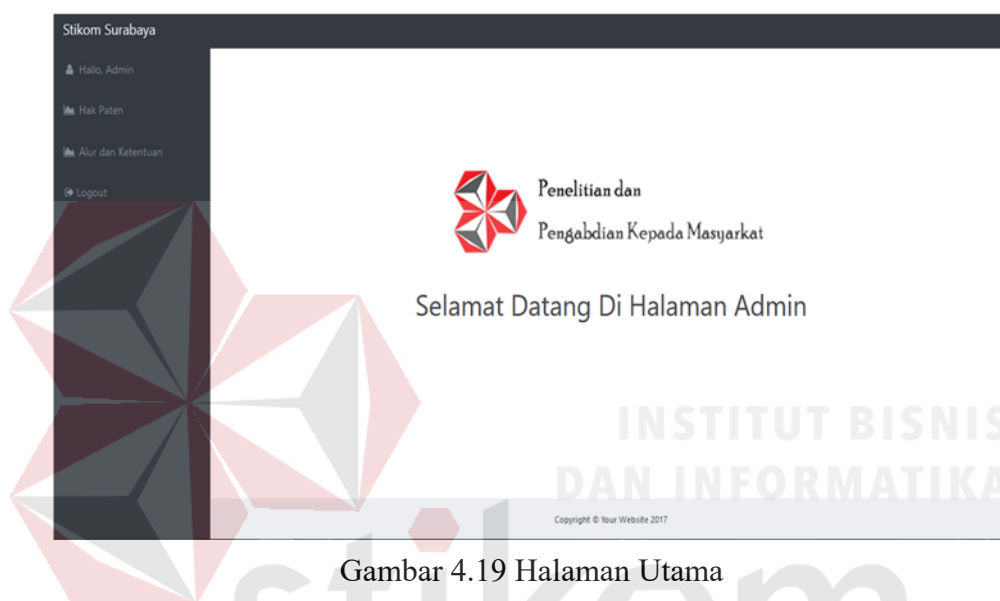 Stikom Surabaya
Hallo, Admin
Hak Paten
Alur dan Ketentuan
Logout
Penelitian dan
Pengabdian Kepada Masyarkat
Selamat Datang Di Halaman Admin
INSTITUT BISNIS
DAN INFORMATIKA
Copyright © Your Website 2017
Gambar 4.19 Halaman Utama
stikom